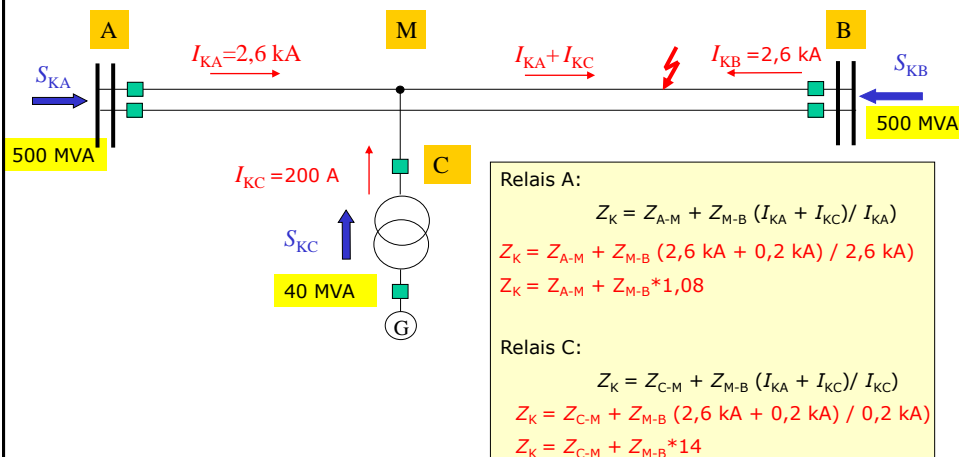 A
M
B
I_KA=2,6 kA
I_KA+I_KC
I_KB =2,6 kA
S_KA
S_KB
500 MVA
500 MVA
I_KC =200 A
C
S_KC
40 MVA
G
Relais A:
Z_K = Z_A-M + Z_M-B (I_KA + I_KC)/ I_KA)
Z_K = Z_A-M + Z_M-B (2,6 kA + 0,2 kA) / 2,6 kA)
Z_K = Z_A-M + Z_M-B*1,08
Relais C:
Z_K = Z_C-M + Z_M-B (I_KA + I_KC)/ I_KC)
Z_K = Z_C-M + Z_M-B (2,6 kA + 0,2 kA) / 0,2 kA)
Z_K = Z_C-M + Z_M-B*14